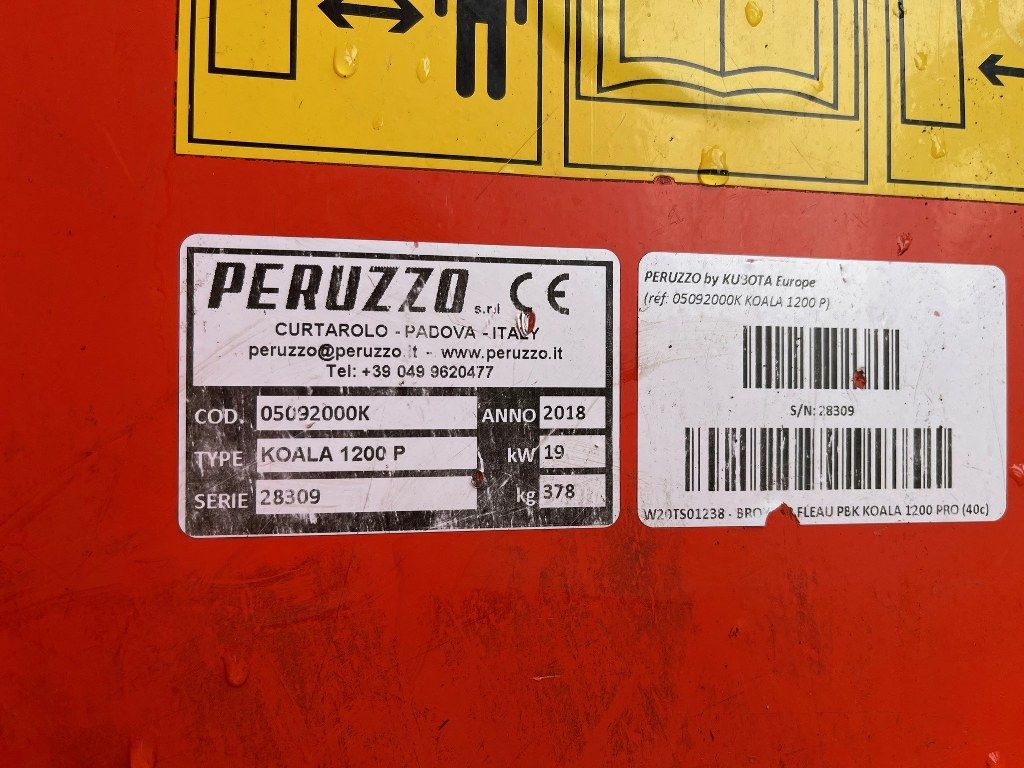 PERUZZO s.r.l CE
CURTAROLO - PADOVA - ITALY
peruzzo@peruzzo.it - www.peruzzo.it
Tel: +39 049 9620477
COD. 05092000K ANNO 2018
TYPE KOALA 1200 P kW 19
SERIE 28309 kg 378
PERUZZO by KUBOTA Europe
(réf: 05092000K KOALA 1200 P)
S/N: 28309
W20TS01238 - FLEAU PBK KOALA 1200 PRO (40c)